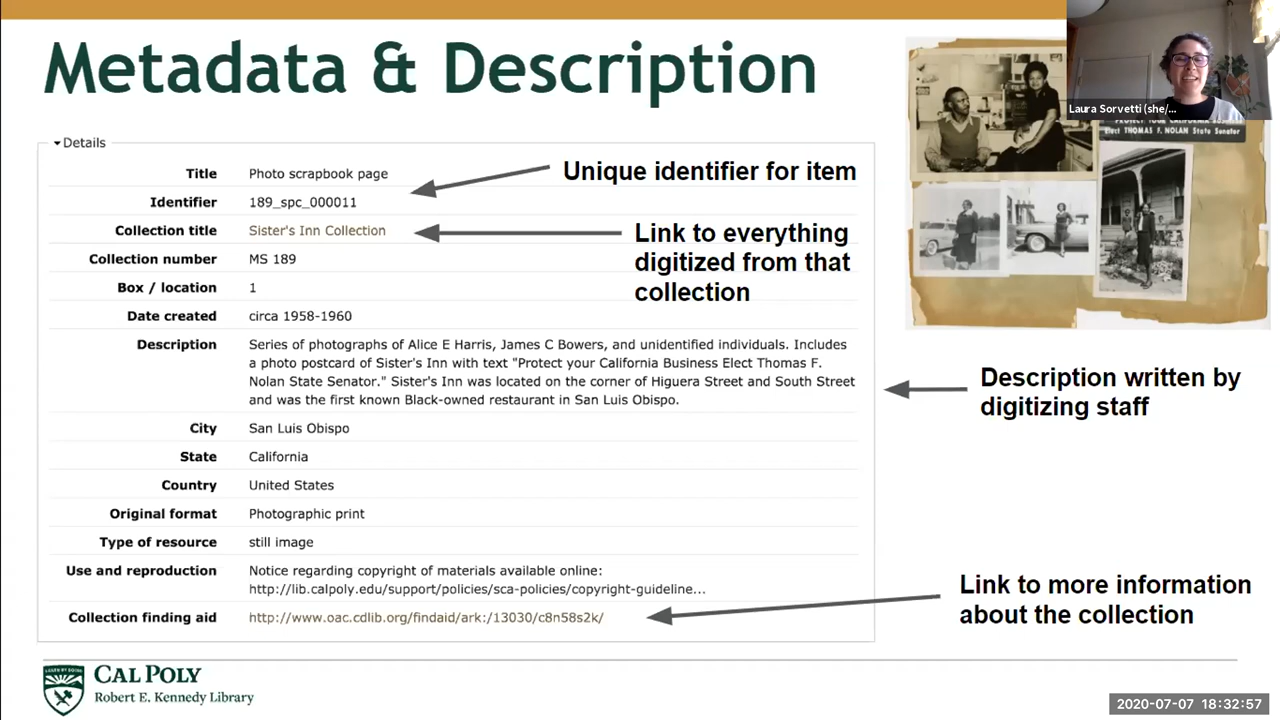 Metadata & Description
Laura Sorvetti (she/...
Elect THOMAS F. NOLAN State Senator
Details
Title Photo scrapbook page
Identifier 189_spc_000011
Collection title Sister's Inn Collection
Collection number MS 189
Box / location 1
Date created circa 1958-1960
Description Series of photographs of Alice E Harris, James C Bowers, and unidentified individuals. Includes
a photo postcard of Sister's Inn with text "Protect your California Business Elect Thomas F.
Nolan State Senator." Sister's Inn was located on the corner of Higuera Street and South Street
and was the first known Black-owned restaurant in San Luis Obispo.
City San Luis Obispo
State California
Country United States
Original format Photographic print
Type of resource still image
Use and reproduction Notice regarding copyright of materials available online:
http://lib.calpoly.edu/support/policies/sca-policies/copyright-guideline...
Collection finding aid http://www.oac.cdlib.org/findaid/ark:/13030/c8n58s2k/
Unique identifier for item
Link to everything
digitized from that
collection
Description written by
digitizing staff
Link to more information
about the collection
CAL POLY
Robert E. Kennedy Library
2020-07-07 18:32:57